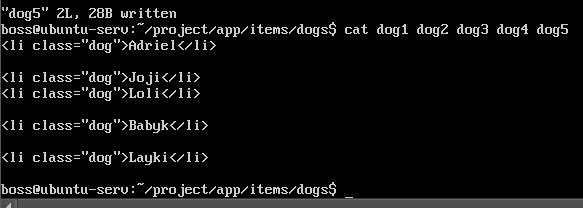 "dog5" 2L, 28B written
boss@ubuntu-serv:~/project/app/items/dogs$ cat dog1 dog2 dog3 dog4 dog5
<li class="dog">Adriel</li>
<li class="dog">Joji</li>
<li class="dog">Loli</li>
<li class="dog">Babyk</li>
<li class="dog">Layki</li>
boss@ubuntu-serv:~/project/app/items/dogs$ _